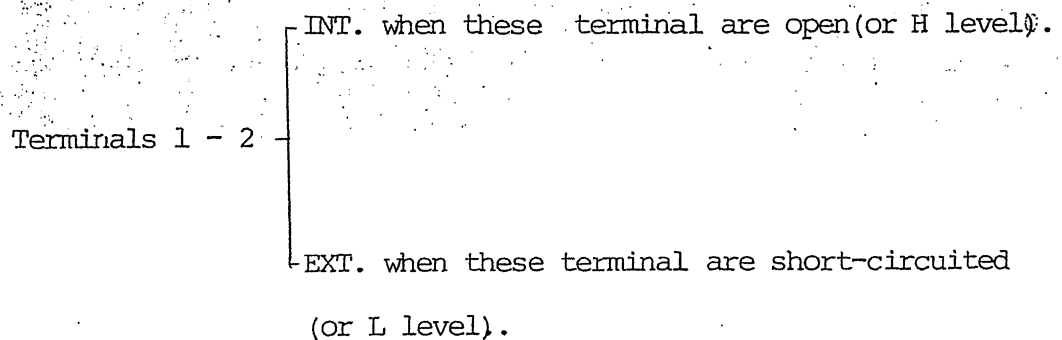 INT. when these terminal are open(or H level).
Terminals 1 - 2
EXT. when these terminal are short-circuited
(or L level).